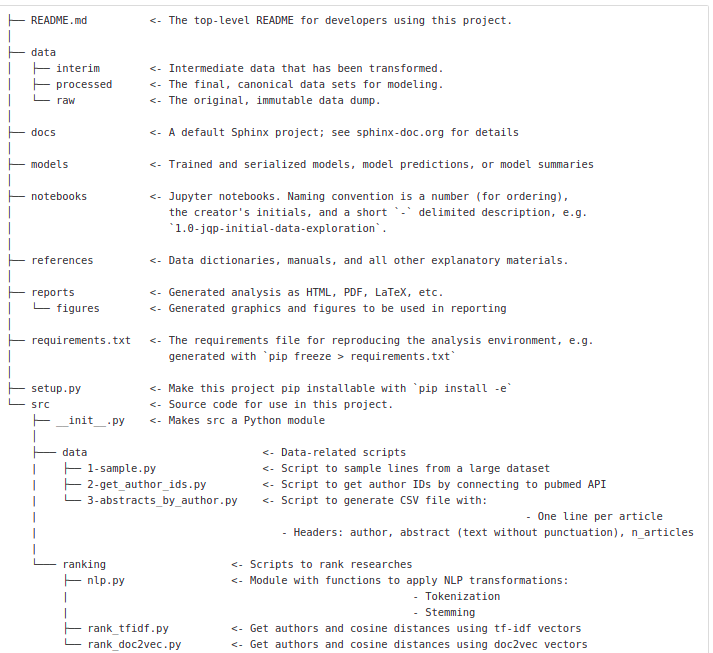 ├── README.md          <- The top-level README for developers using this project.
│
├── data
│   ├── interim        <- Intermediate data that has been transformed.
│   ├── processed      <- The final, canonical data sets for modeling.
│   └── raw            <- The original, immutable data dump.
│
├── docs               <- A default Sphinx project; see sphinx-doc.org for details
│
├── models             <- Trained and serialized models, model predictions, or model summaries
│
├── notebooks          <- Jupyter notebooks. Naming convention is a number (for ordering),
│                         the creator's initials, and a short `-` delimited description, e.g.
│                         `1.0-jqp-initial-data-exploration`.
│
├── references         <- Data dictionaries, manuals, and all other explanatory materials.
│
├── reports            <- Generated analysis as HTML, PDF, LaTeX, etc.
│   └── figures        <- Generated graphics and figures to be used in reporting
│
├── requirements.txt   <- The requirements file for reproducing the analysis environment, e.g.
│                         generated with `pip freeze > requirements.txt`
│
├── setup.py           <- Make this project pip installable with `pip install -e`
└── src                <- Source code for use in this project.
    ├── __init__.py    <- Makes src a Python module
    │
    ├─── data                         <- Data-related scripts
    |    ├── 1-sample.py              <- Script to sample lines from a large dataset
    |    ├── 2-get_author_ids.py      <- Script to get author IDs by connecting to pubmed API
    |    └── 3-abstracts_by_author.py <- Script to generate CSV file with:
    |                                                                              - One line per article
    |                                       - Headers: author, abstract (text without punctuation), n_articles
    |
    └─── ranking                    <- Scripts to rank researches
         ├── nlp.py                 <- Module with functions to apply NLP transformations:
         |                                                       - Tokenization
         |                                                       - Stemming
         ├── rank_tfidf.py          <- Get authors and cosine distances using tf-idf vectors
         └── rank_doc2vec.py        <- Get authors and cosine distances using doc2vec vectors